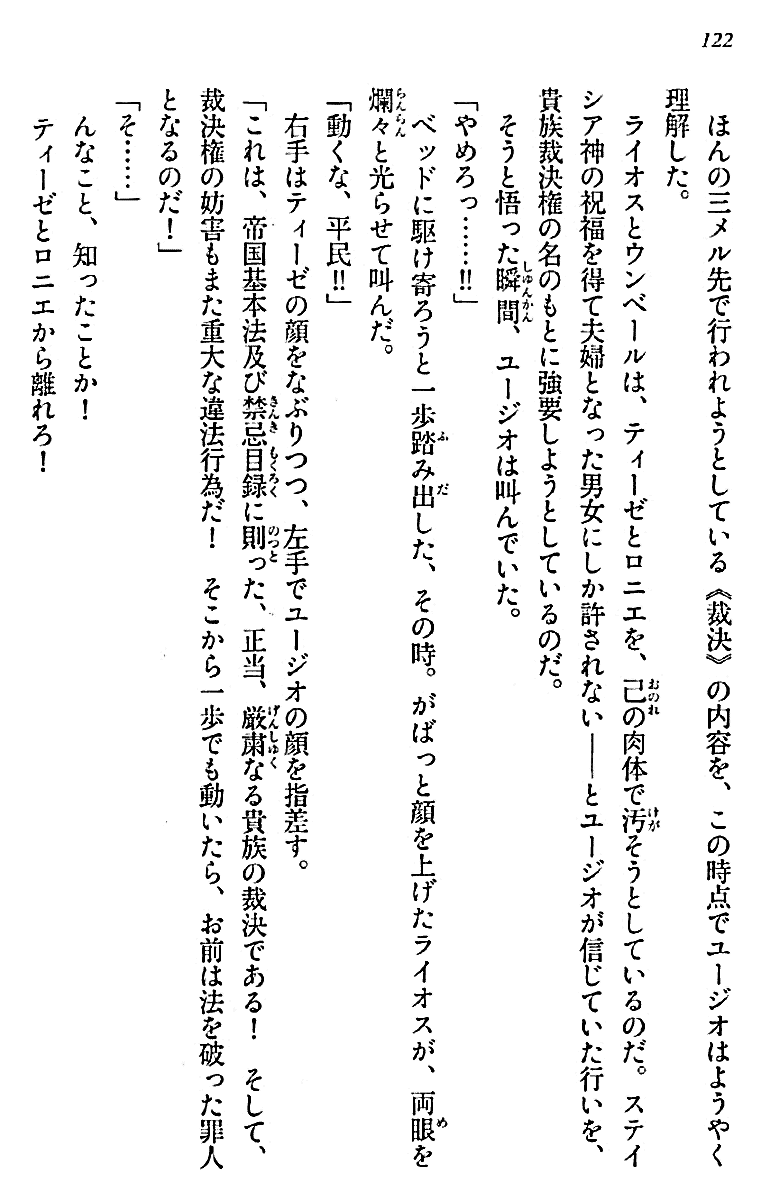 122
ほんの三メル先で行われようとしている《裁決》の内容を、この時点でユージオはようやく
理解した。
ライオスとウンベールは、ティーゼとロニエを、己の肉体で汚そうとしているのだ。ステイ
シア神の祝福を得て夫婦となった男女にしか許されない――とユージオが信じていた行いを、
貴族裁決権の名のもとに強要しようとしているのだ。
そうと悟った瞬間、ユージオは叫んでいた。
「やめろっ……!!」
ベッドに駆け寄ろうと一歩踏み出した、その時。がばっと顔を上げたライオスが、両眼を
爛々と光らせて叫んだ。
「動くな、平民!!」
右手はティーゼの顔をなぶりつつ、左手でユージオの顔を指差す。
「これは、帝国基本法及び禁忌目録に則った、正当、厳粛なる貴族の裁決である！　そして、
裁決権の妨害もまた重大な違法行為だ！　そこから一歩でも動いたら、お前は法を破った罪人
となるのだ！」
「そ……」
んなこと、知ったことか！
ティーゼとロニエから離れろ！